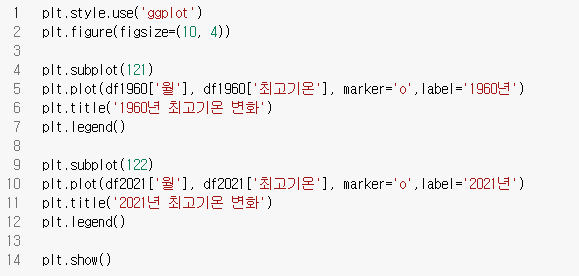 1 plt.style.use('ggplot')
2 plt.figure(figsize=(10, 4))
3
4 plt.subplot(121)
5 plt.plot(df1960['월'], df1960['최고기온'], marker='o',label='1960년')
6 plt.title('1960년 최고기온 변화')
7 plt.legend()
8
9 plt.subplot(122)
10 plt.plot(df2021['월'], df2021['최고기온'], marker='o',label='2021년')
11 plt.title('2021년 최고기온 변화')
12 plt.legend()
13
14 plt.show()